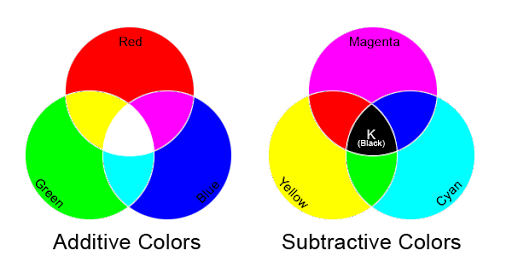 Red
Green
Blue
Additive Colors
Magenta
Yellow
Cyan
K
(Black)
Subtractive Colors